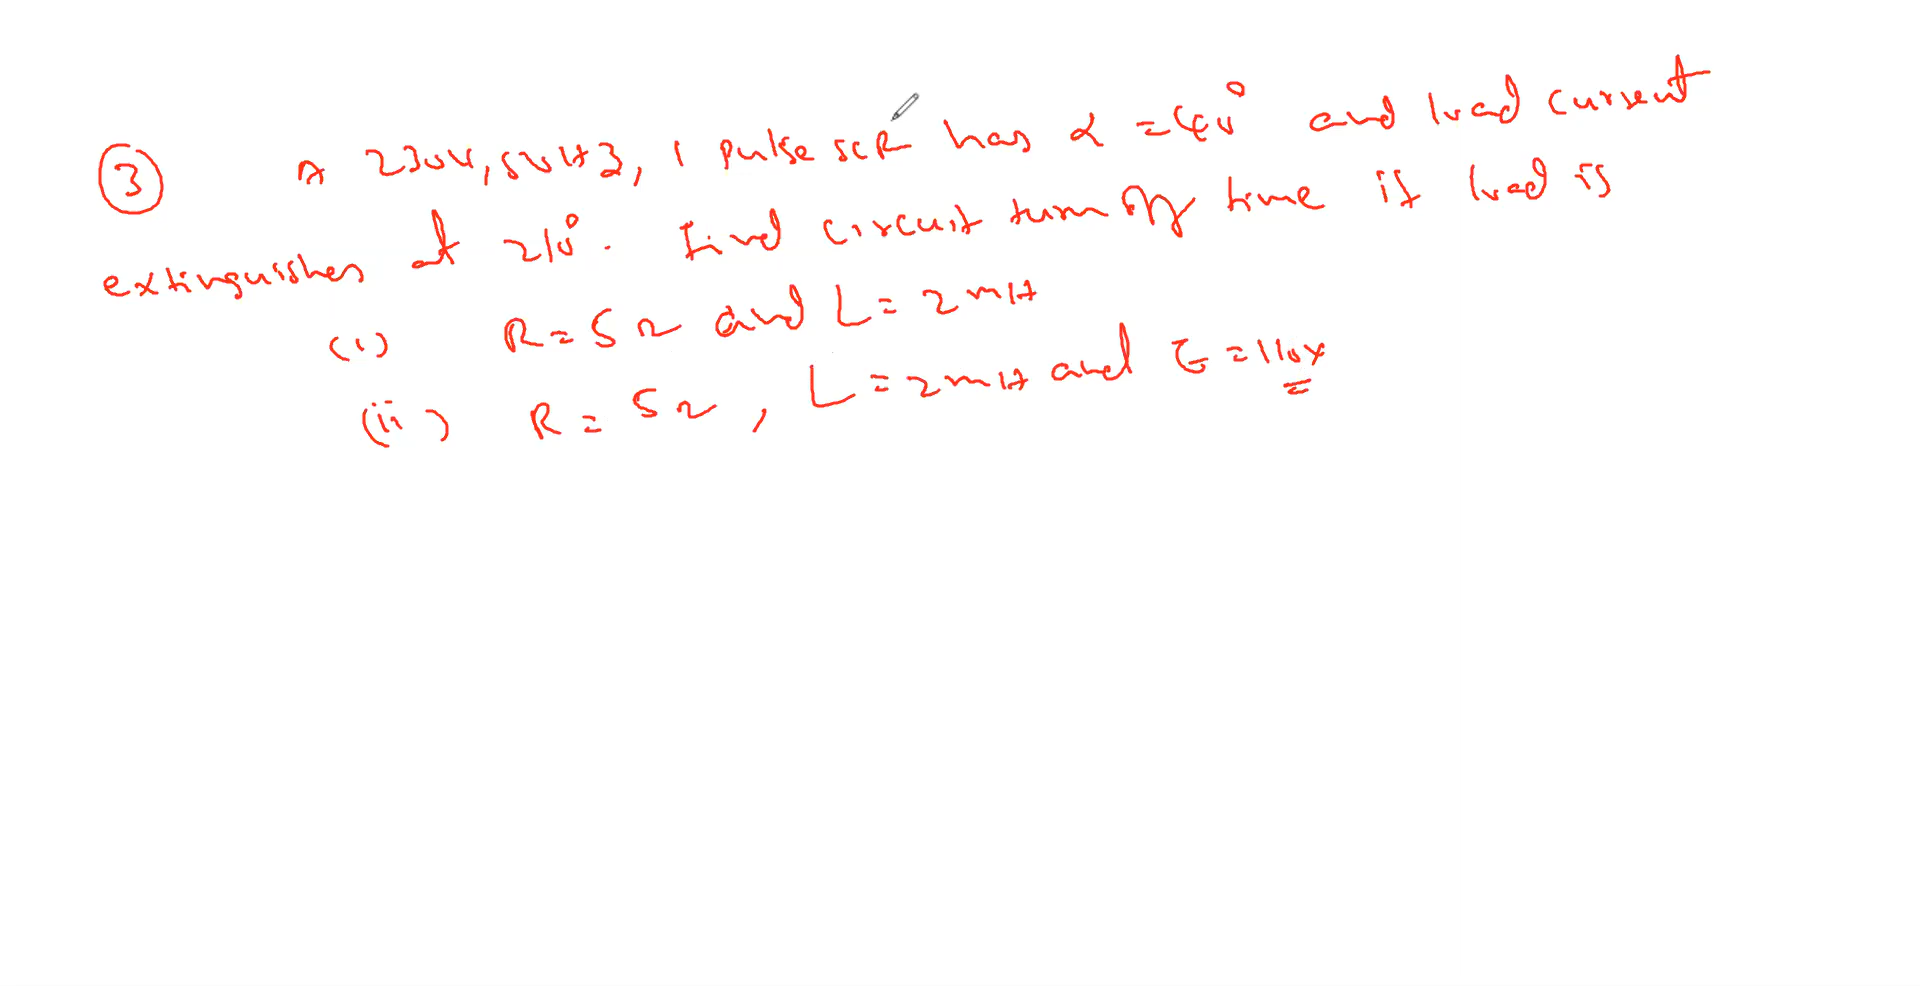 ③ A 230V, 50Hz, 1 pulse SCR has α = 40° and load current
extinguishes at 210°. Find circuit turn off time if load is
(i) R = 5Ω and L = 2mH
(ii) R = 5Ω, L = 2mH and E = 110V